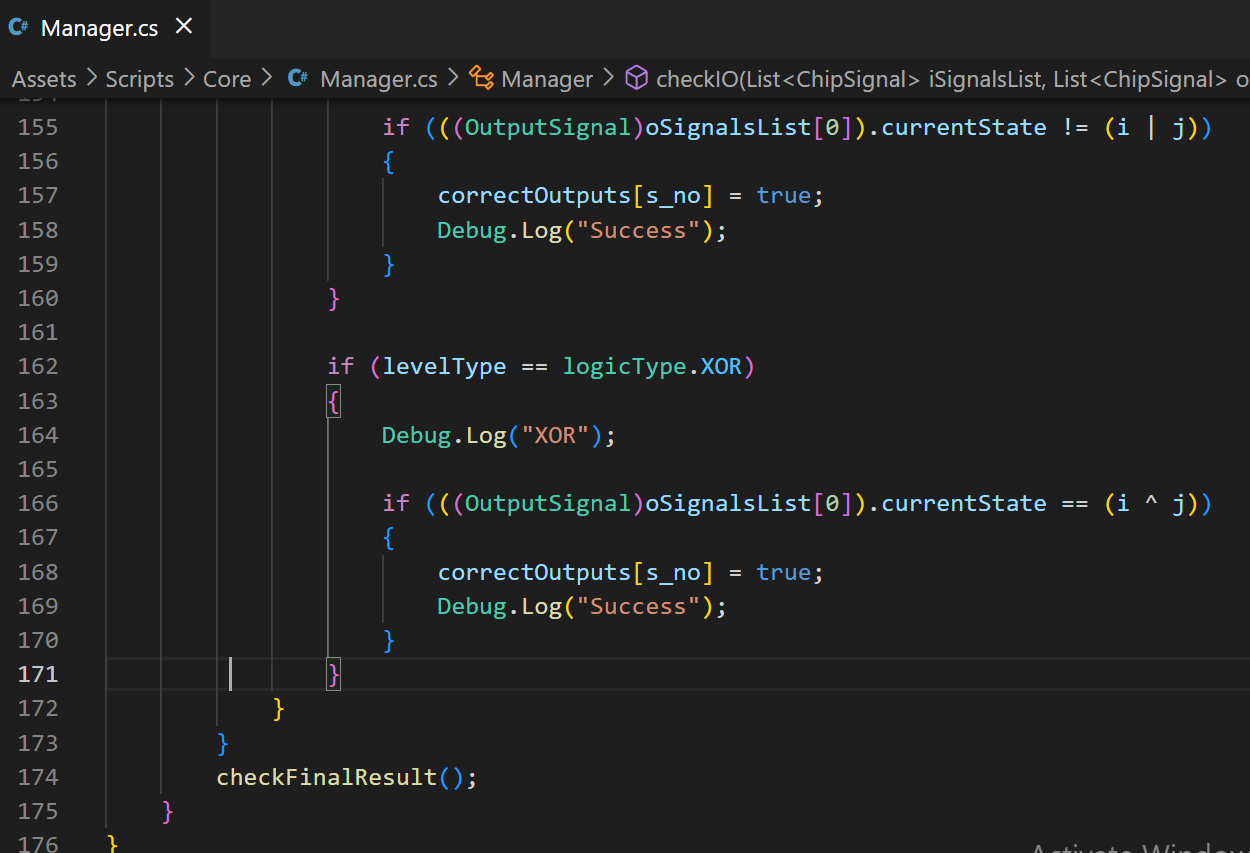 C# Manager.cs ×
Assets > Scripts > Core > C# Manager.cs > Manager > checkIO(List<ChipSignal> iSignalsList, List<ChipSignal> o
154
155 if (((OutputSignal)oSignalsList[0]).currentState != (i | j))
156 {
157 correctOutputs[s_no] = true;
158 Debug.Log("Success");
159 }
160 }
161
162 if (levelType == logicType.XOR)
163 {
164 Debug.Log("XOR");
165
166 if (((OutputSignal)oSignalsList[0]).currentState == (i ^ j))
167 {
168 correctOutputs[s_no] = true;
169 Debug.Log("Success");
170 }
171 }
172 }
173 }
174 checkFinalResult();
175 }
176 }
Activate Window